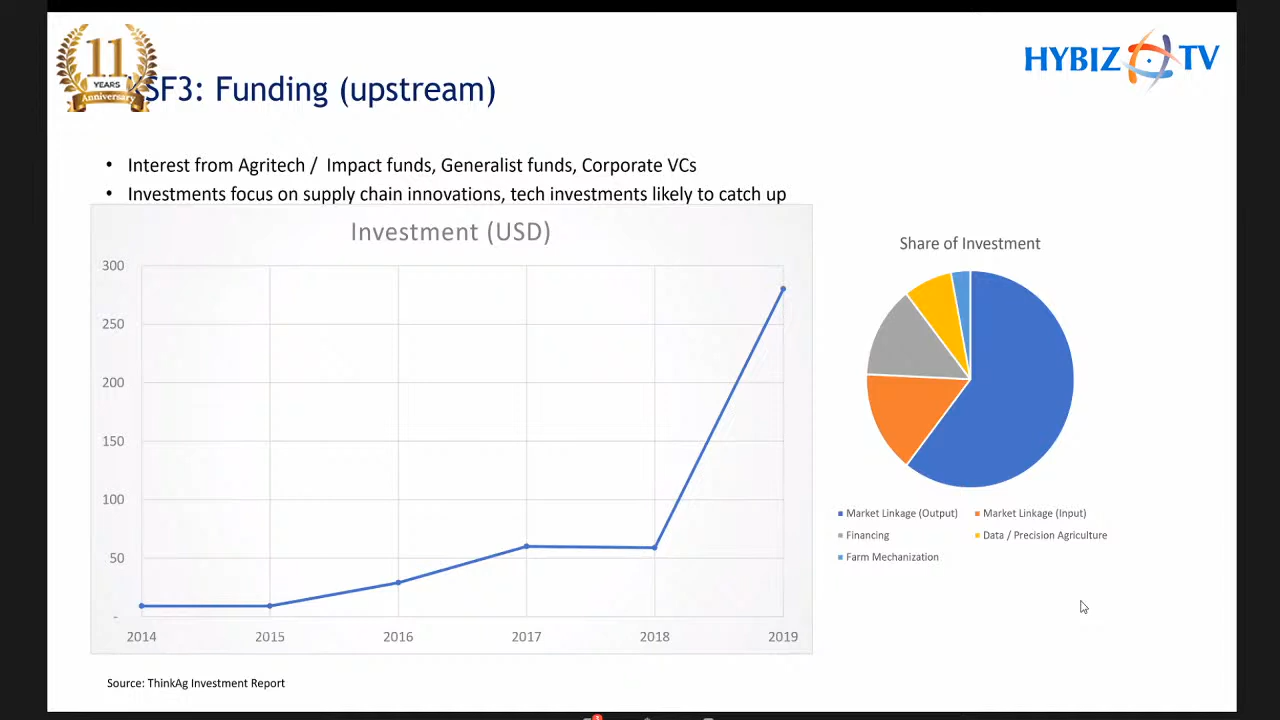 11
YEARS
Anniversary
HYBIZ TV
SF3: Funding (upstream)
• Interest from Agritech / Impact funds, Generalist funds, Corporate VCs
• Investments focus on supply chain innovations, tech investments likely to catch up
Investment (USD)
300
250
200
150
100
50
-
2014 2015 2016 2017 2018 2019
Share of Investment
Market Linkage (Output) Market Linkage (Input)
Financing Data / Precision Agriculture
Farm Mechanization
Source: ThinkAg Investment Report